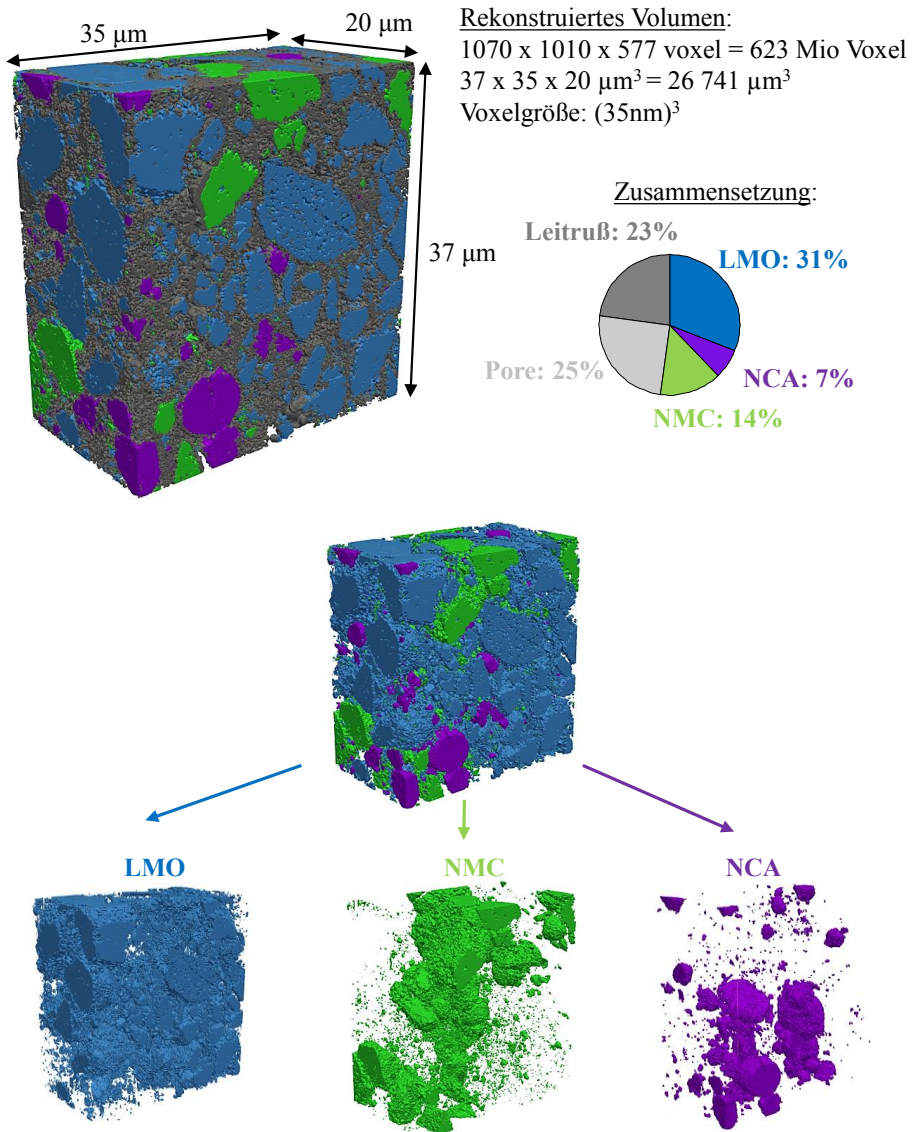 35 μm
20 μm
37 μm
Rekonstruiertes Volumen:
1070 x 1010 x 577 voxel = 623 Mio Voxel
37 x 35 x 20 μm³ = 26 741 μm³
Voxelgröße: (35nm)³
Zusammensetzung:
Leitruß: 23%
LMO: 31%
Pore: 25%
NCA: 7%
NMC: 14%
LMO
NMC
NCA